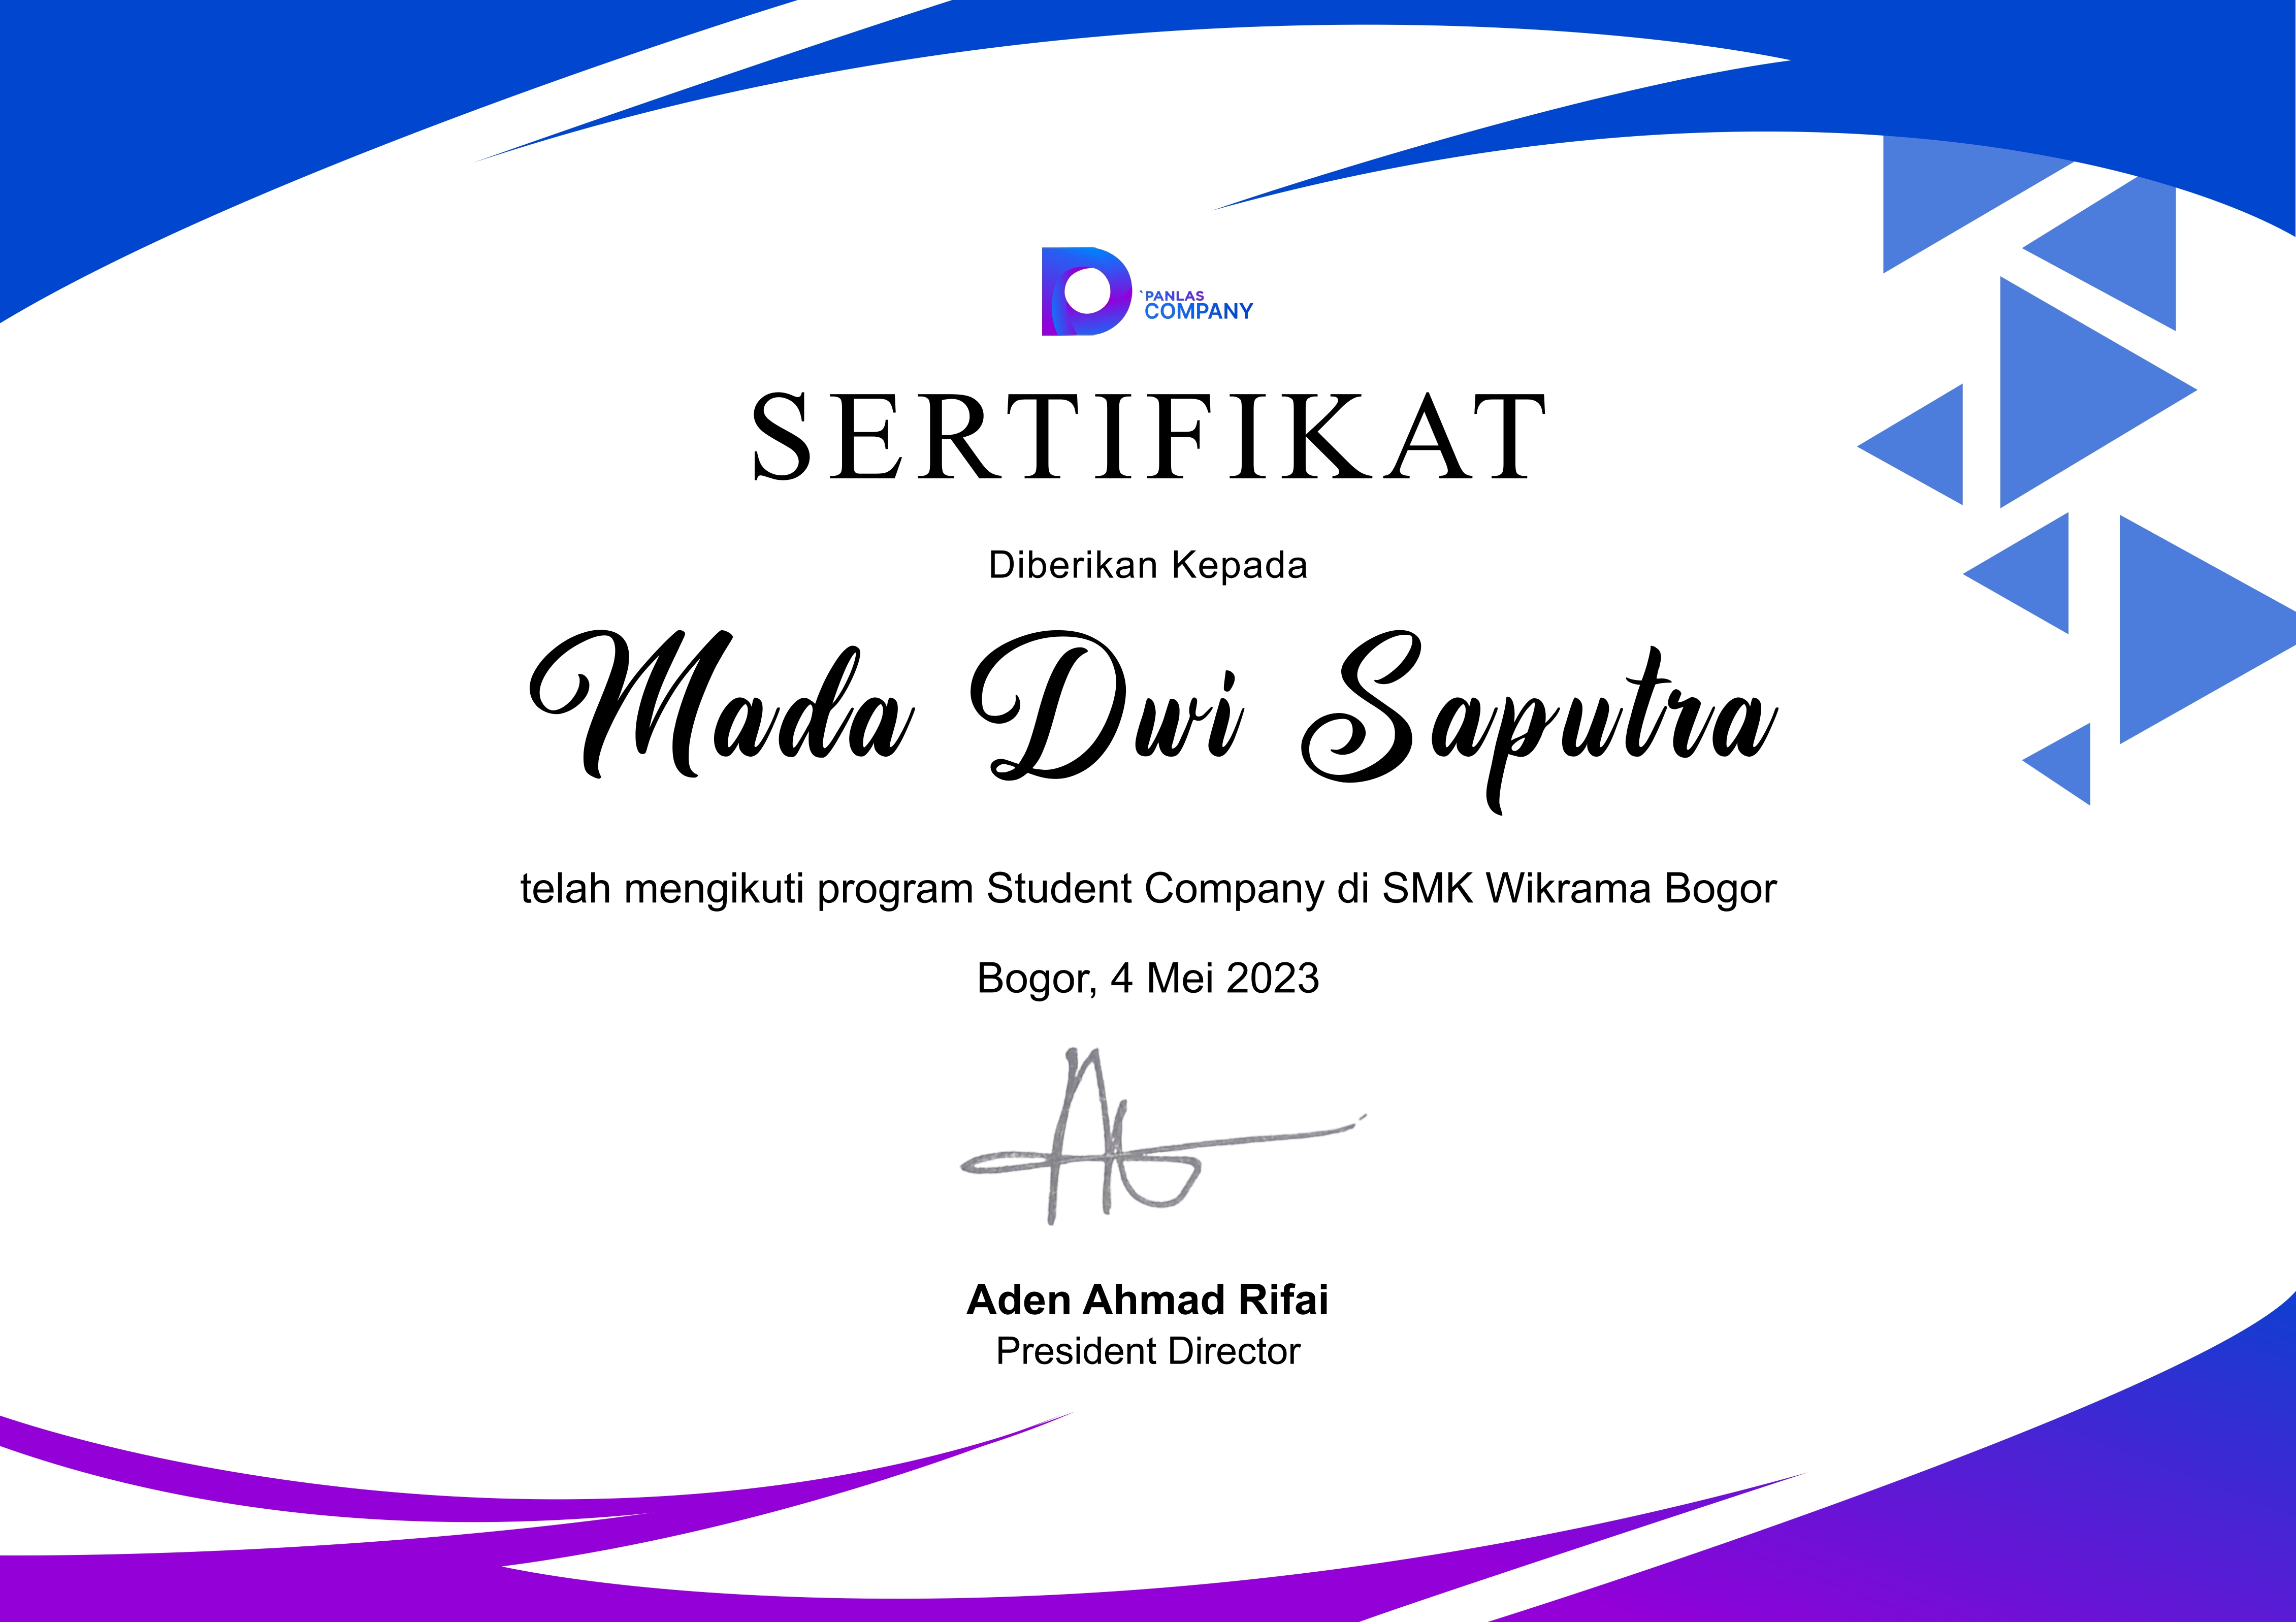 `PANLAS
COMPANY
SERTIFIKAT
Diberikan Kepada
Mada Dwi Saputra
telah mengikuti program Student Company di SMK Wikrama Bogor
Bogor, 4 Mei 2023
Aden Ahmad Rifai
President Director